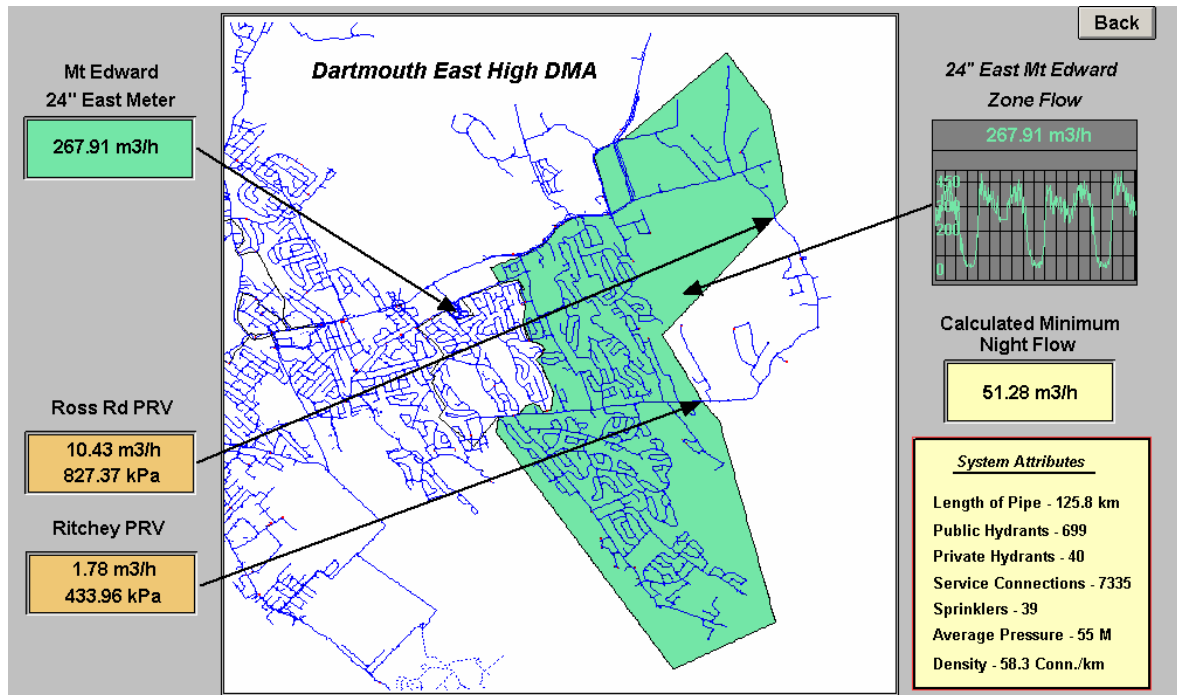 Back
Mt Edward
24" East Meter
267.91 m3/h
Dartmouth East High DMA
24" East Mt Edward
Zone Flow
267.91 m3/h
450
200
0
Calculated Minimum
Night Flow
51.28 m3/h
Ross Rd PRV
10.43 m3/h
827.37 kPa
Ritchey PRV
1.78 m3/h
433.96 kPa
System Attributes
Length of Pipe - 125.8 km
Public Hydrants - 699
Private Hydrants - 40
Service Connections - 7335
Sprinklers - 39
Average Pressure - 55 M
Density - 58.3 Conn./km